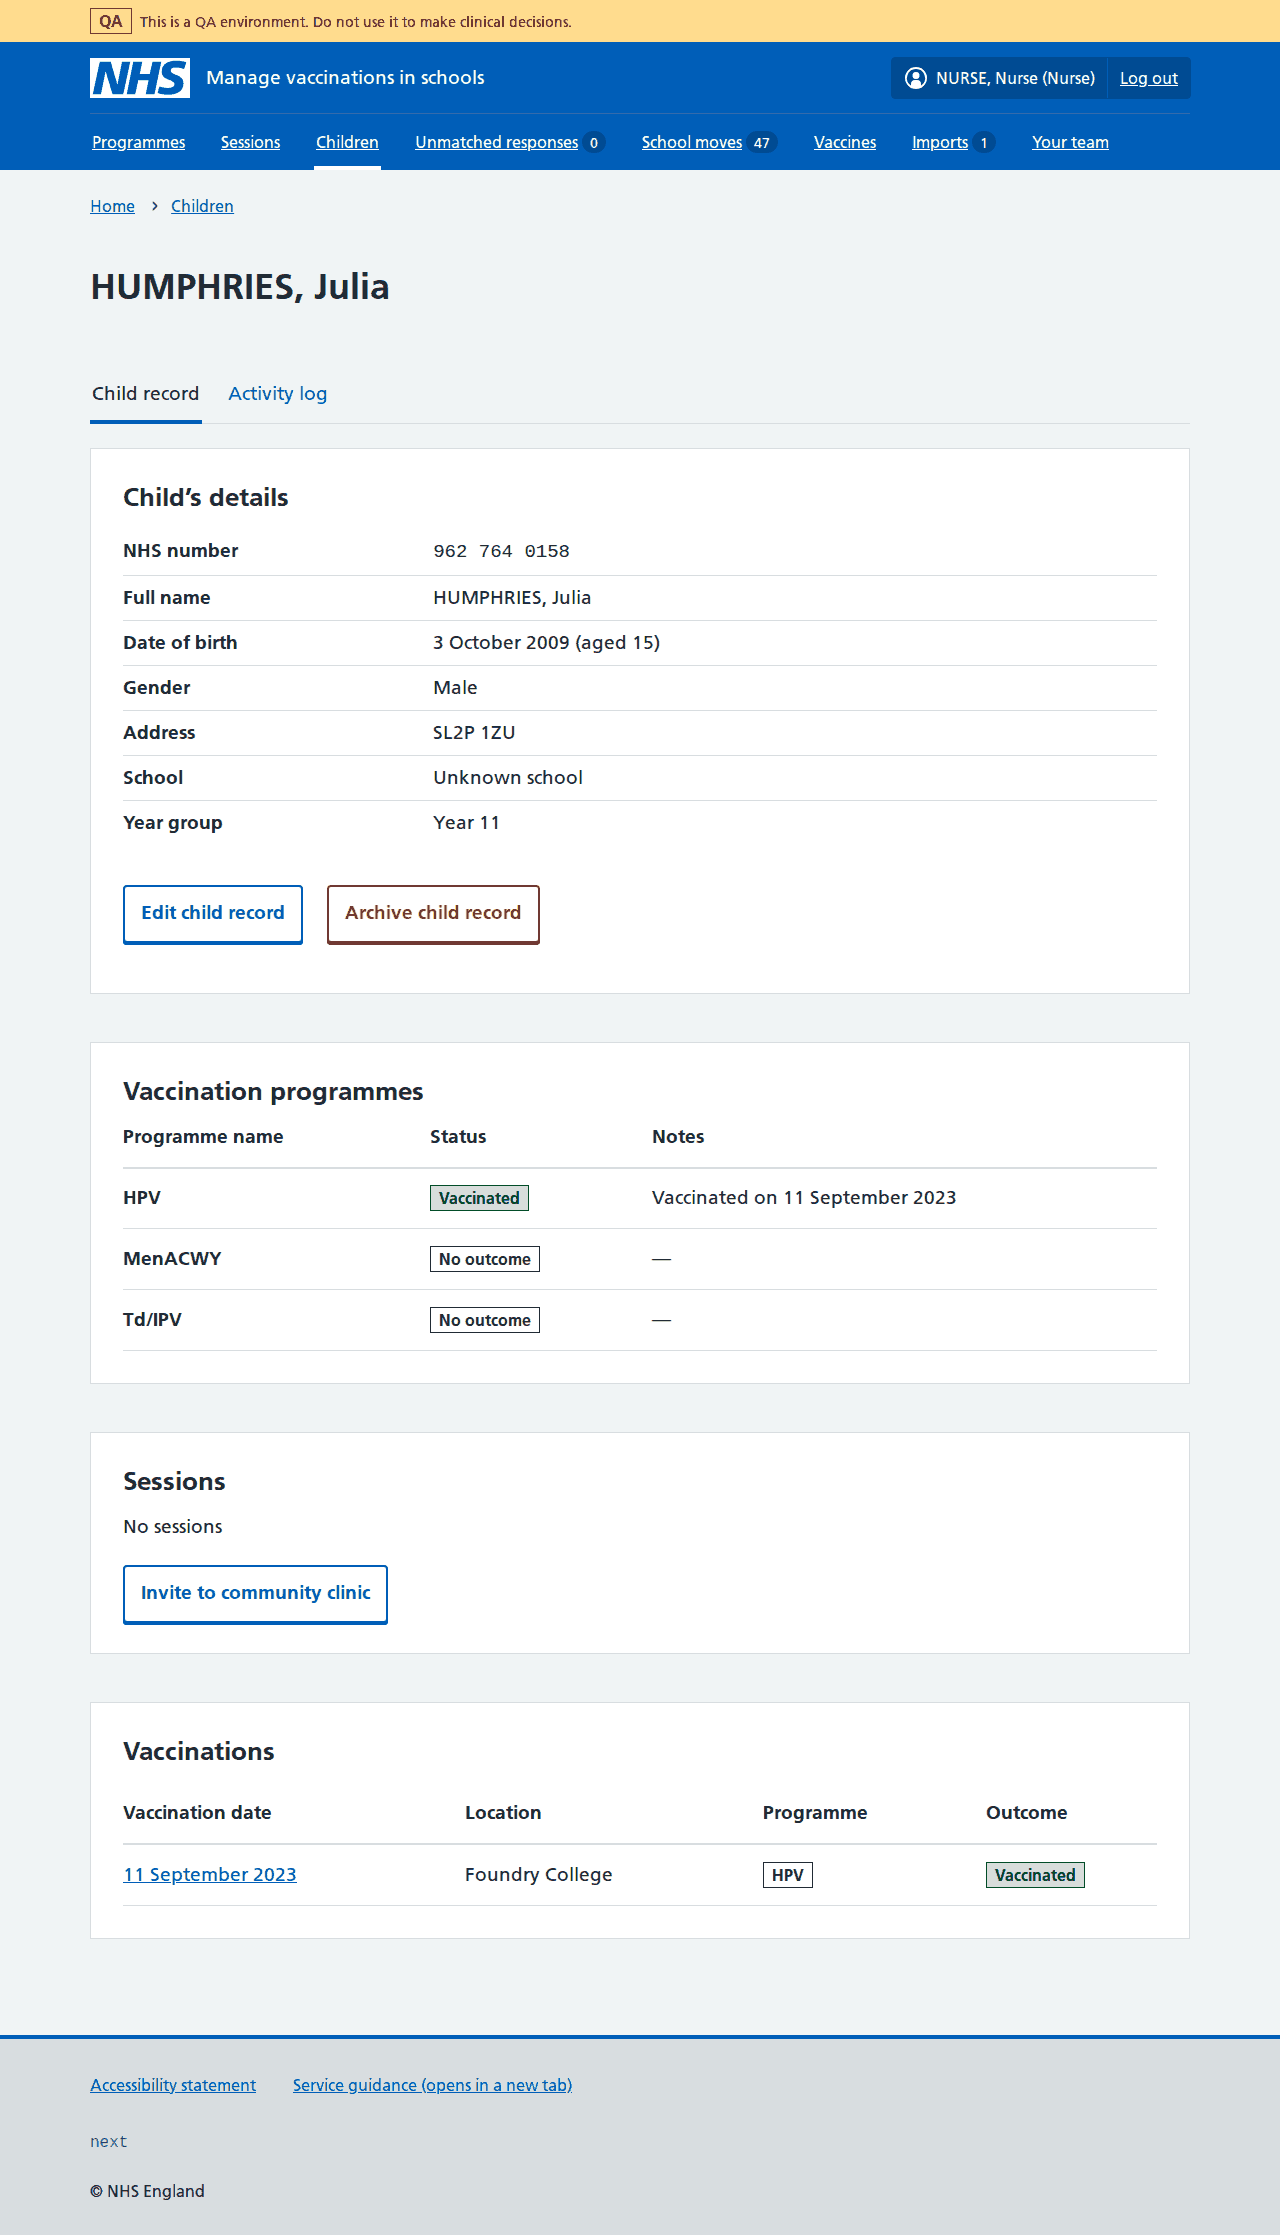 QA This is a QA environment. Do not use it to make clinical decisions.
NHS Manage vaccinations in schools NURSE, Nurse (Nurse) Log out
Programmes Sessions Children Unmatched responses 0 School moves 47 Vaccines Imports 1 Your team
Home › Children
HUMPHRIES, Julia
Child record Activity log
Child’s details
NHS number 962 764 0158
Full name HUMPHRIES, Julia
Date of birth 3 October 2009 (aged 15)
Gender Male
Address SL2P 1ZU
School Unknown school
Year group Year 11
Edit child record Archive child record
Vaccination programmes
Programme name Status Notes
HPV Vaccinated Vaccinated on 11 September 2023
MenACWY No outcome —
Td/IPV No outcome —
Sessions
No sessions
Invite to community clinic
Vaccinations
Vaccination date Location Programme Outcome
11 September 2023 Foundry College HPV Vaccinated
Accessibility statement Service guidance (opens in a new tab)
next
© NHS England